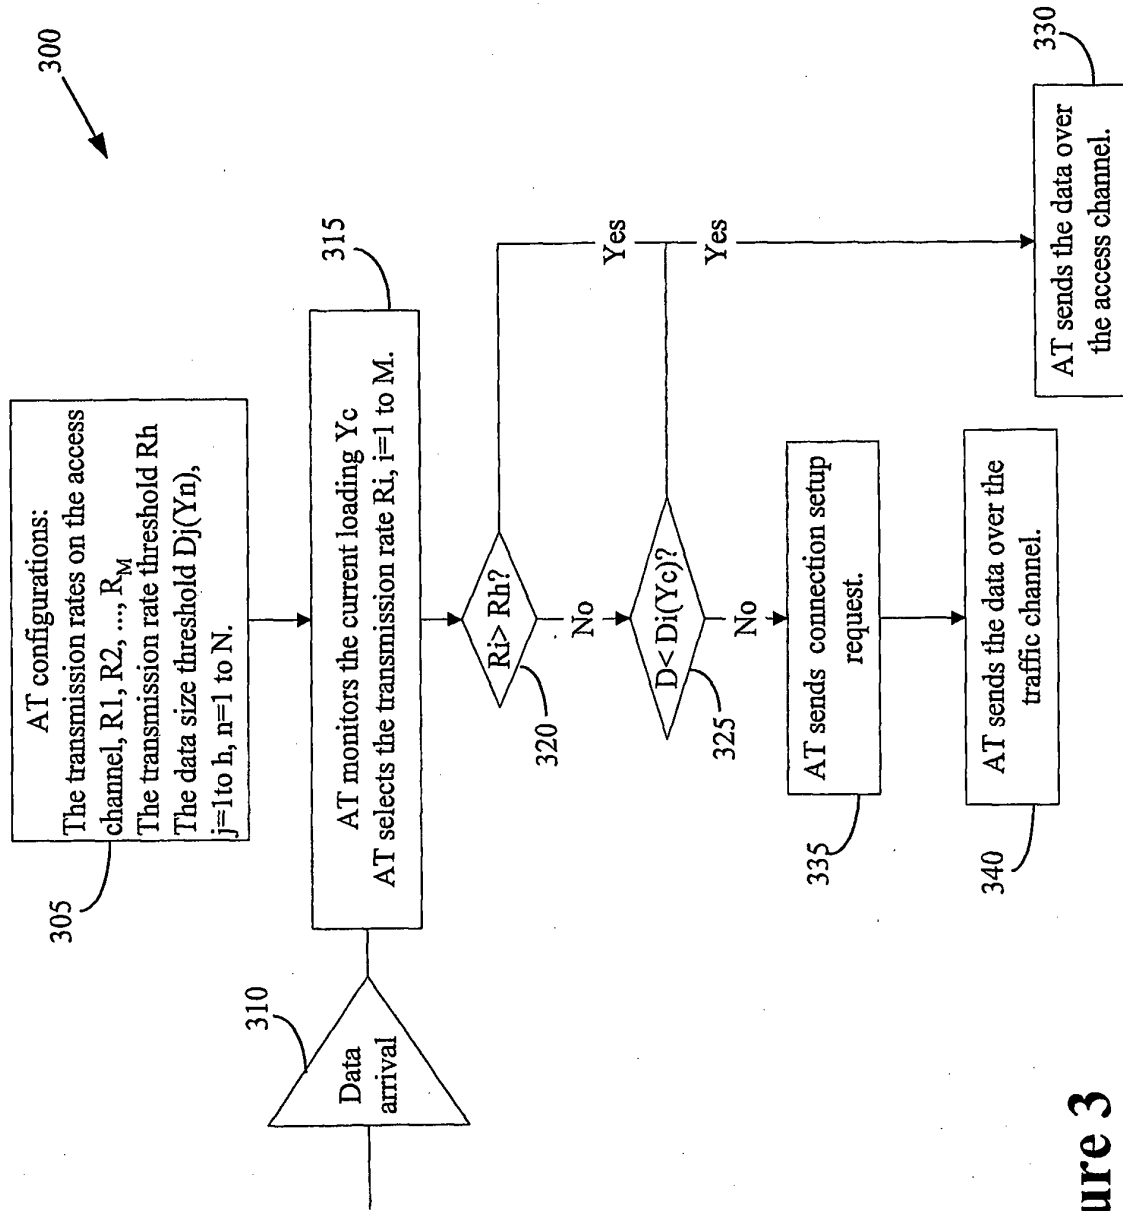 300
AT configurations:
The transmission rates on the access
channel, R1, R2, ..., RM
The transmission rate threshold Rh
The data size threshold Dj(Yn),
j=1to h, n=1 to N.
305
Data
arrival
310
AT monitors the current loading Yc
AT selects the transmission rate Ri, i=1 to M.
315
Ri> Rh?
320
Yes
No
D< Di(Yc)?
325
Yes
No
AT sends connection setup
request.
335
AT sends the data over the
traffic channel.
340
AT sends the data over
the access channel.
330
ure 3